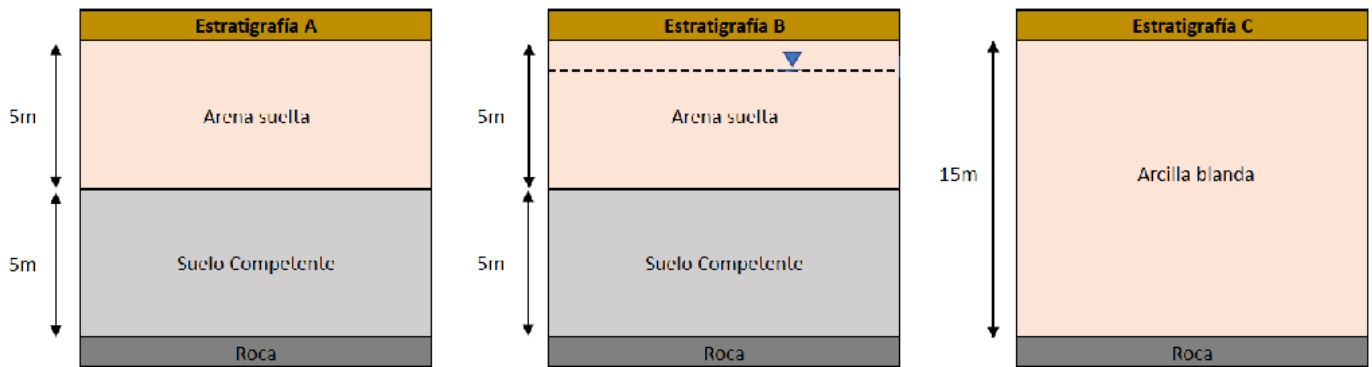 Estratigrafía A
5m
Arena suelta
5m
Suelo Competente
Roca
Estratigrafía B
5m
Arena suelta
5m
Suelo Competente
Roca
Estratigrafía C
15m
Arcilla blanda
Roca